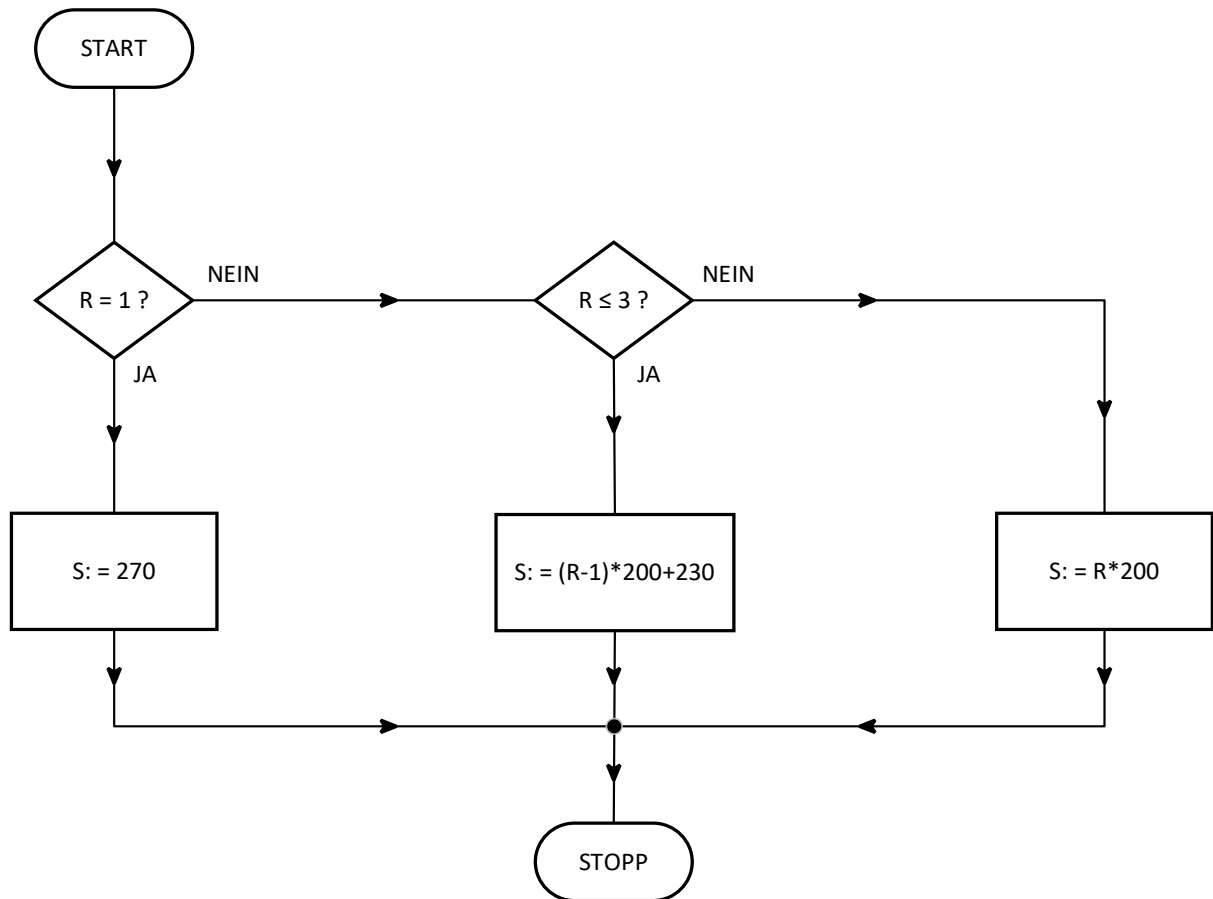 START
NEIN
NEIN
R = 1 ?
R ≤ 3 ?
JA
JA
S: = 270
S: = (R-1)*200+230
S: = R*200
STOPP